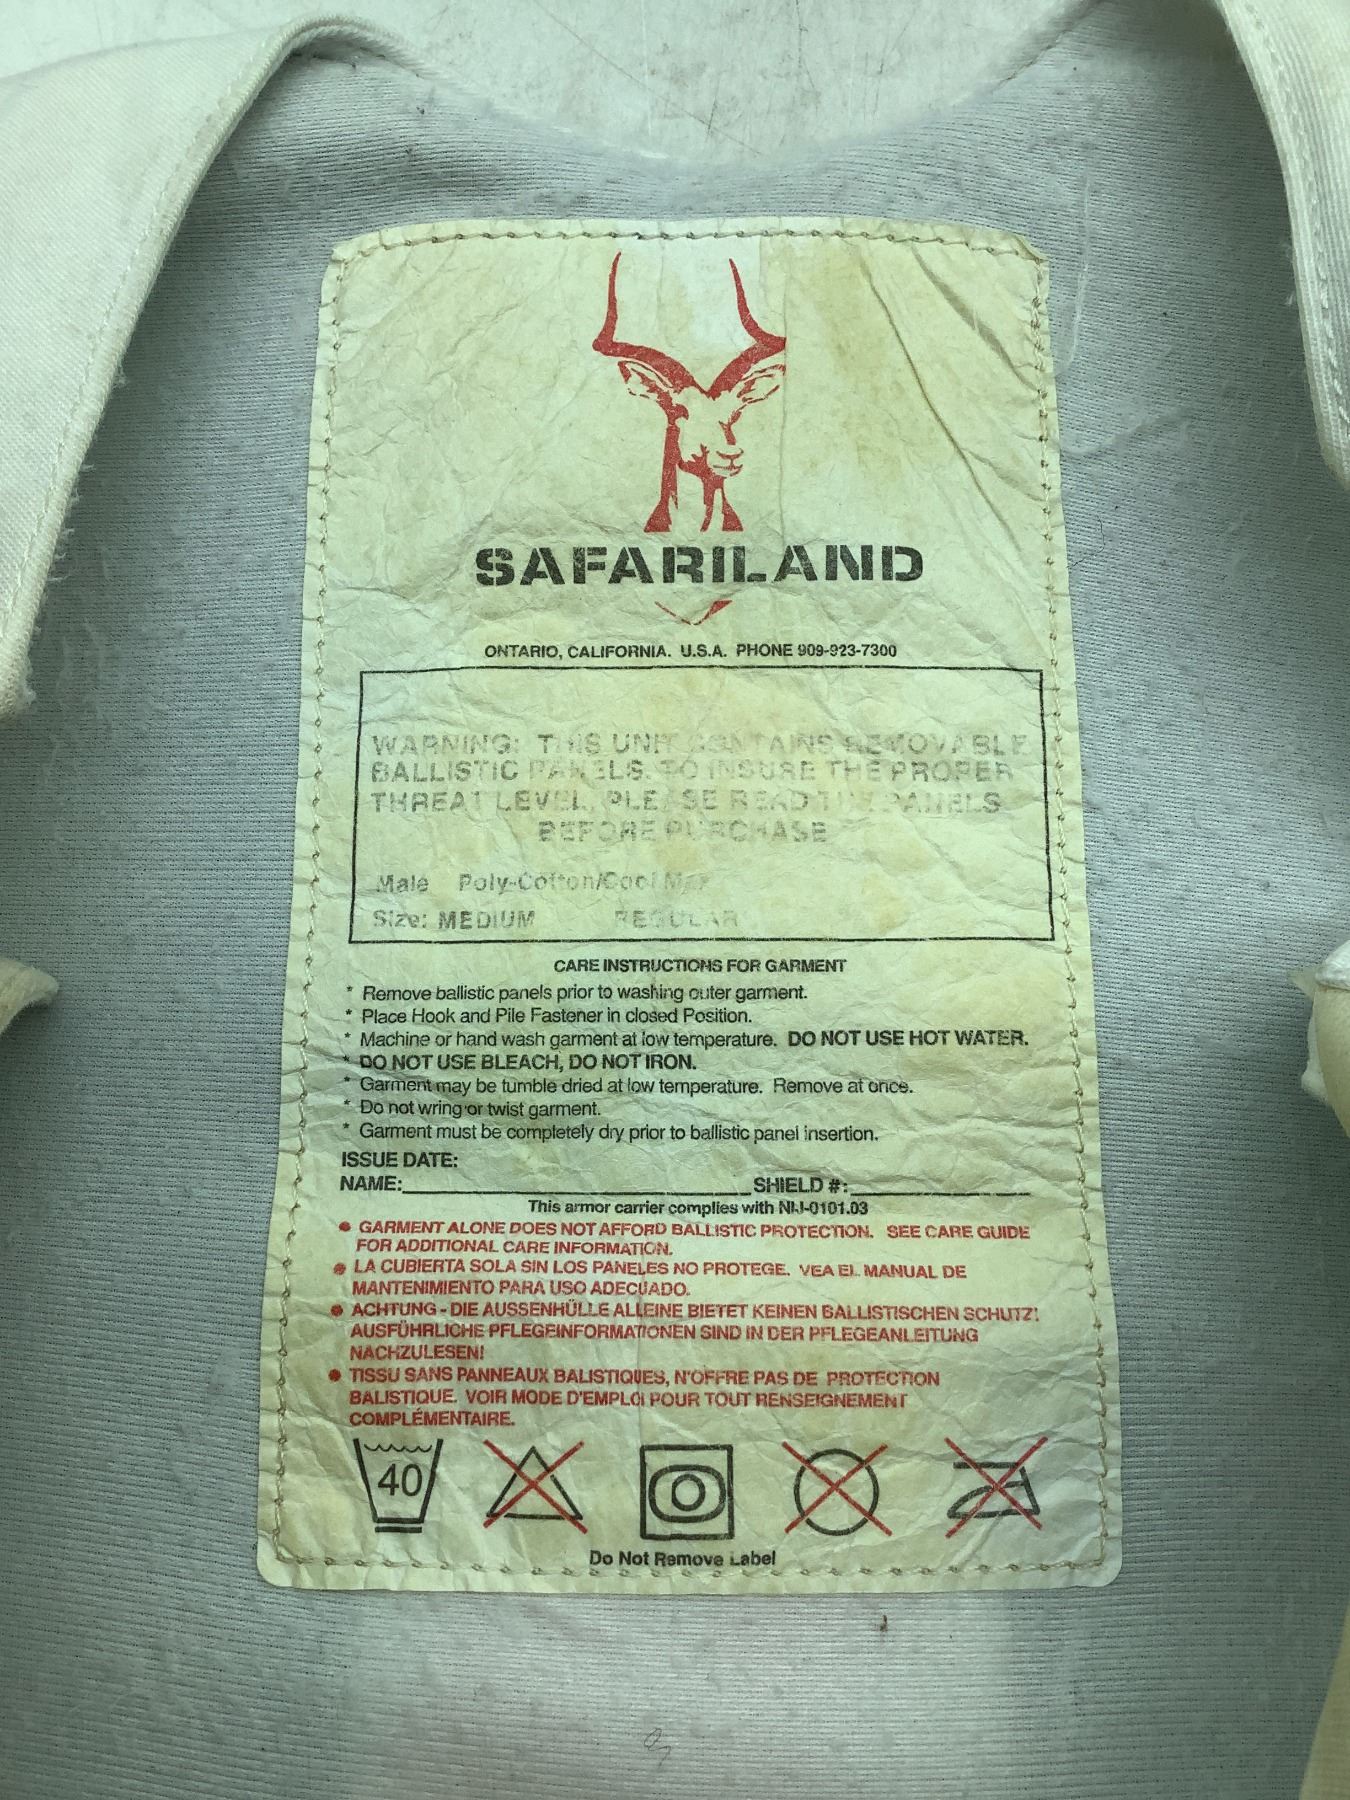 SAFARILAND
ONTARIO, CALIFORNIA. U.S.A. PHONE 909-923-7300
WARNING: THIS UNIT CONTAINS REMOVABLE
BALLISTIC PANELS. TO INSURE THE PROPER
THREAT LEVEL, PLEASE READ THE PANELS
BEFORE PURCHASE
Male Poly-Cotton/Cool Max
Size: MEDIUM REGULAR
CARE INSTRUCTIONS FOR GARMENT
* Remove ballistic panels prior to washing outer garment.
* Place Hook and Pile Fastener in closed Position.
* Machine or hand wash garment at low temperature. DO NOT USE HOT WATER.
* DO NOT USE BLEACH, DO NOT IRON.
* Garment may be tumble dried at low temperature. Remove at once.
* Do not wring or twist garment.
* Garment must be completely dry prior to ballistic panel insertion.
ISSUE DATE:
NAME: SHIELD #:
This armor carrier complies with NIJ-0101.03
• GARMENT ALONE DOES NOT AFFORD BALLISTIC PROTECTION. SEE CARE GUIDE
FOR ADDITIONAL CARE INFORMATION.
• LA CUBIERTA SOLA SIN LOS PANELES NO PROTEGE. VEA EL MANUAL DE
MANTENIMIENTO PARA USO ADECUADO.
• ACHTUNG - DIE AUSSENHÜLLE ALLEINE BIETET KEINEN BALLISTISCHEN SCHUTZ!
AUSFÜHRLICHE PFLEGEINFORMATIONEN SIND IN DER PFLEGEANLEITUNG
NACHZULESEN!
• TISSU SANS PANNEAUX BALISTIQUES, N'OFFRE PAS DE PROTECTION
BALISTIQUE. VOIR MODE D'EMPLOI POUR TOUT RENSEIGNEMENT
COMPLÉMENTAIRE.
40
Do Not Remove Label